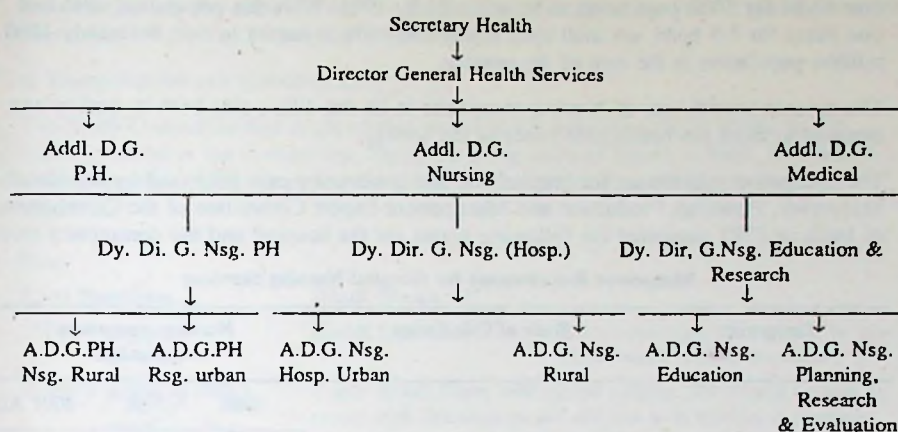 Secretary Health
Director General Health Services
Addl. D.G.
P.H.
Addl. D.G.
Nursing
Addl. D.G.
Medical
Dy. Di. G. Nsg. PH
Dy. Dir. G. Nsg. (Hosp.)
Dy. Dir, G.Nsg. Education &
Research
A.D.G.PH.
Nsg. Rural
A.D.G.PH
Rsg. urban
A.D.G. Nsg.
Hosp. Urban
A.D.G. Nsg.
Rural
A.D.G. Nsg.
Education
A.D.G. Nsg.
Planning,
Research
& Evaluation